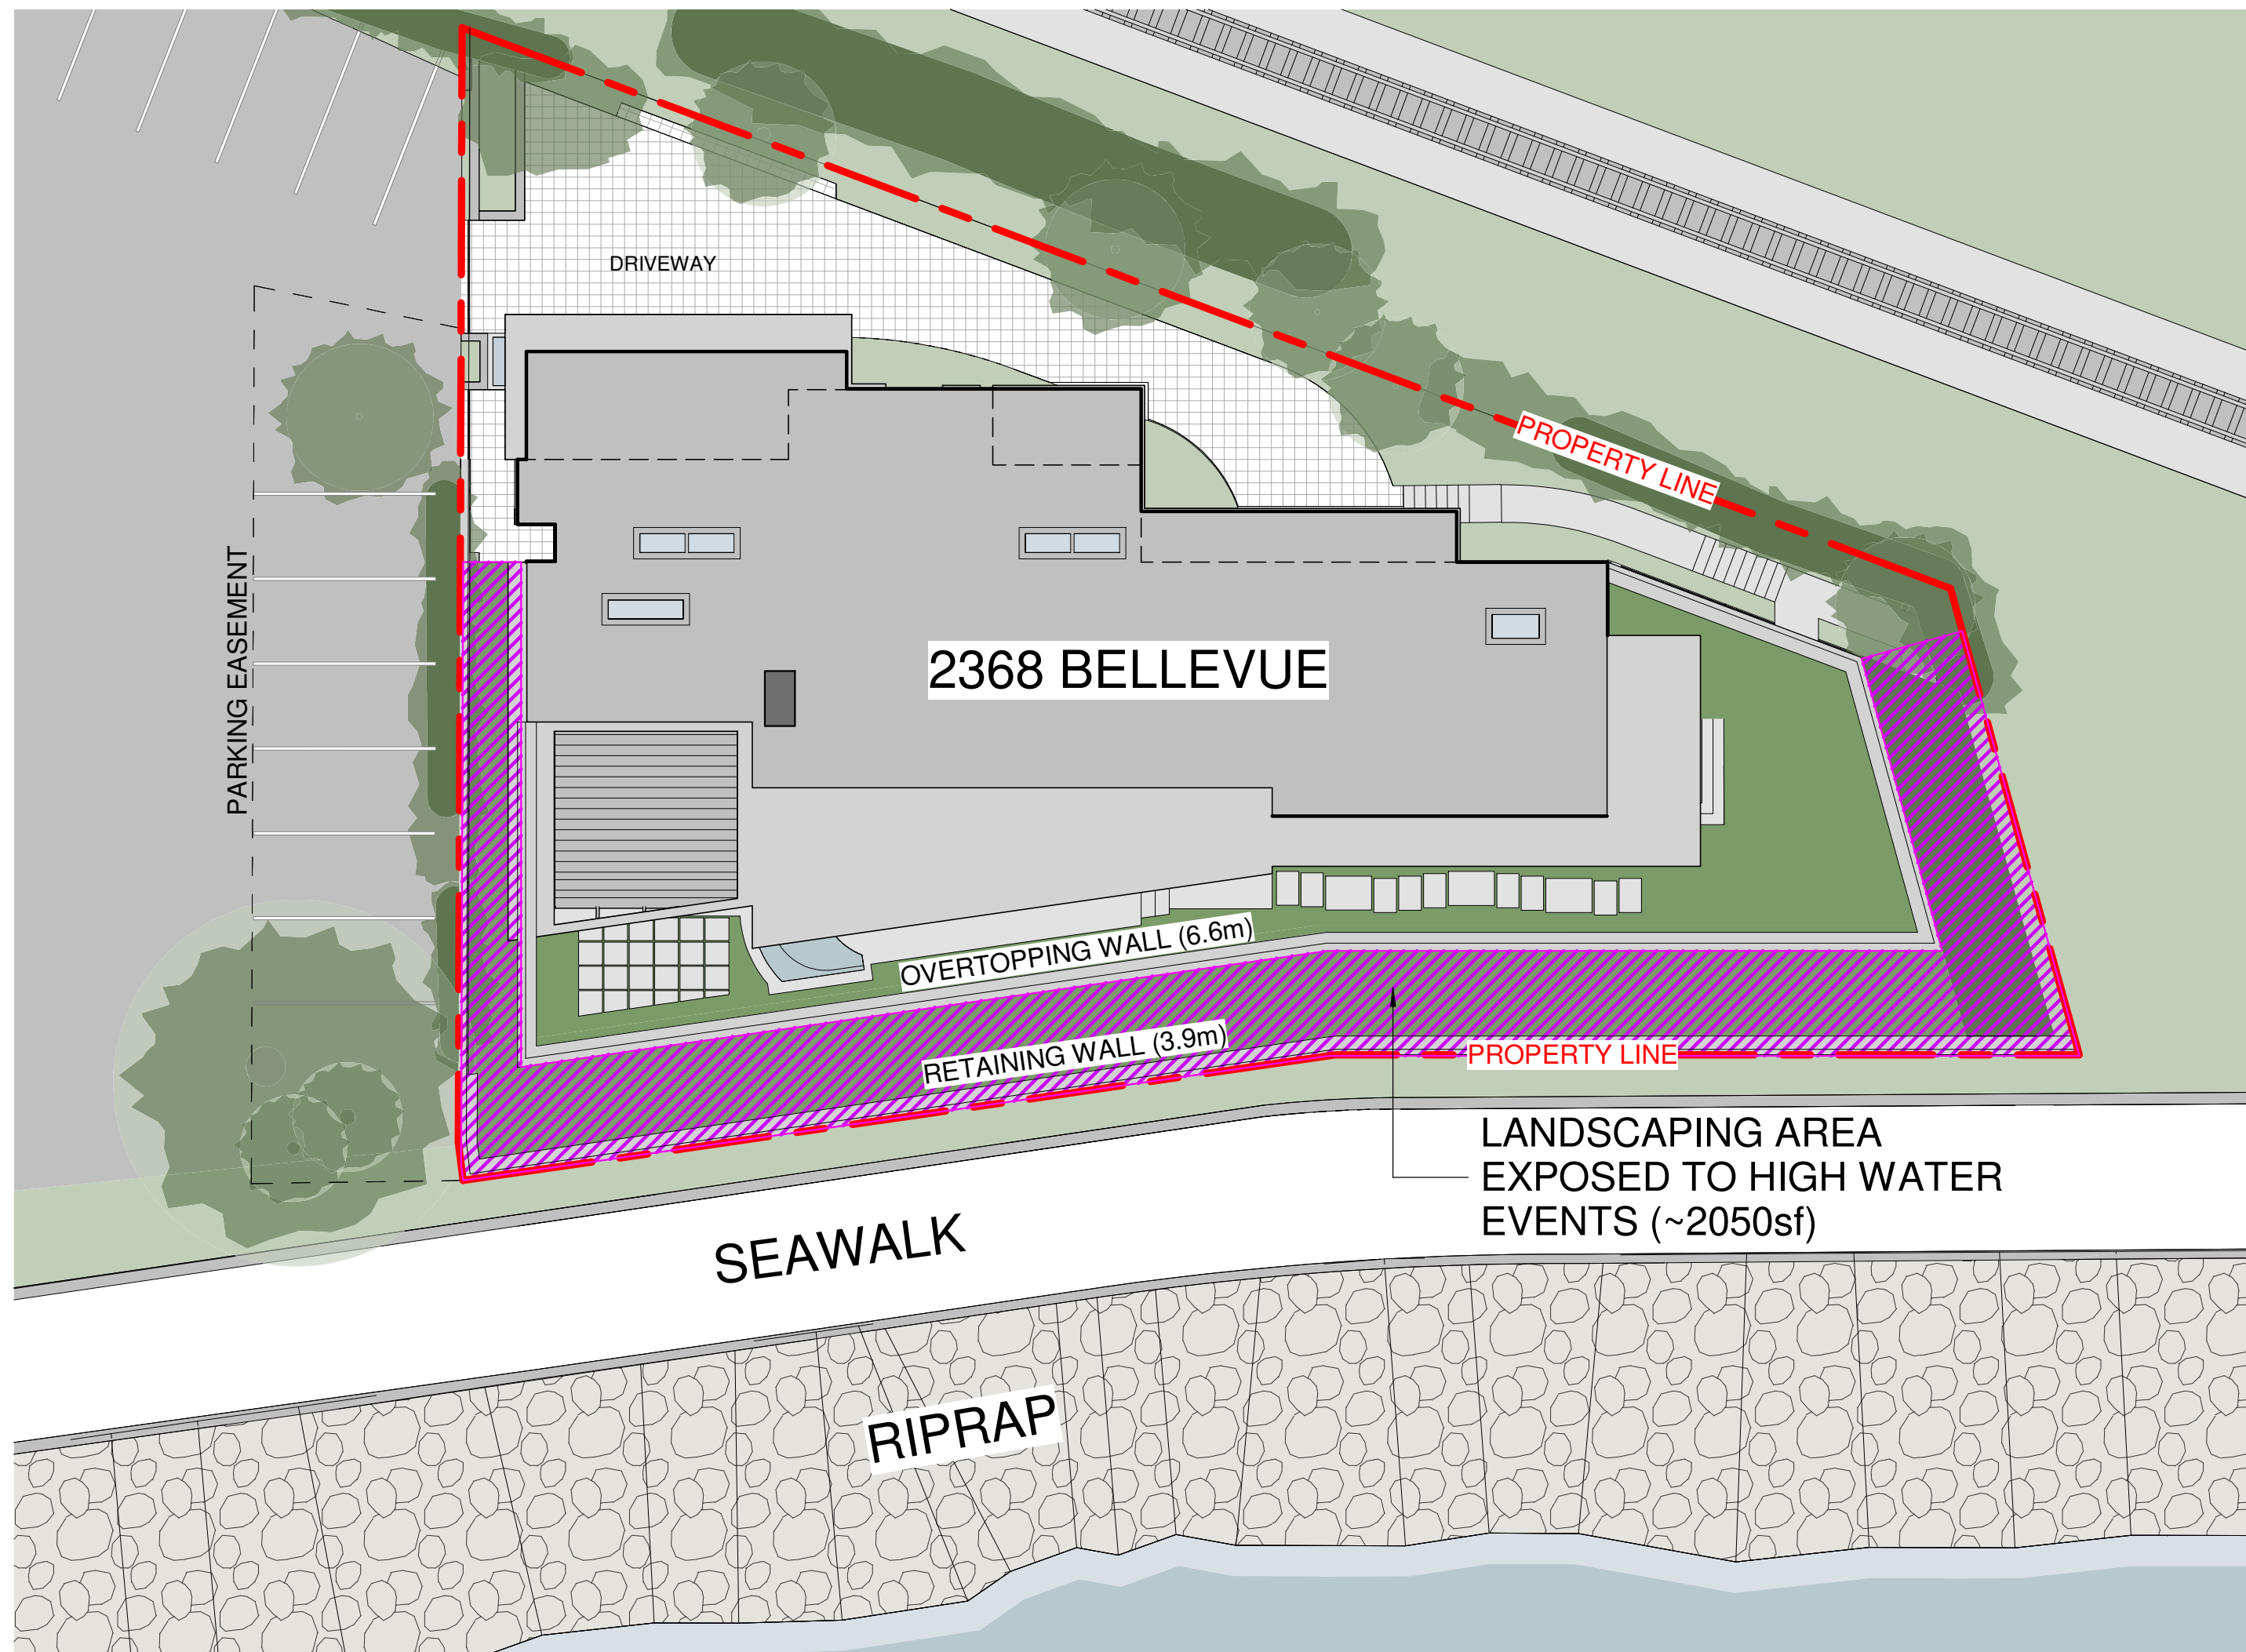 DRIVEWAY
PROPERTY LINE
PARKING EASEMENT
2368 BELLEVUE
OVERTOPPING WALL (6.6m)
RETAINING WALL (3.9m)
PROPERTY LINE
LANDSCAPING AREA
EXPOSED TO HIGH WATER
EVENTS (~2050sf)
SEAWALK
RIPRAP